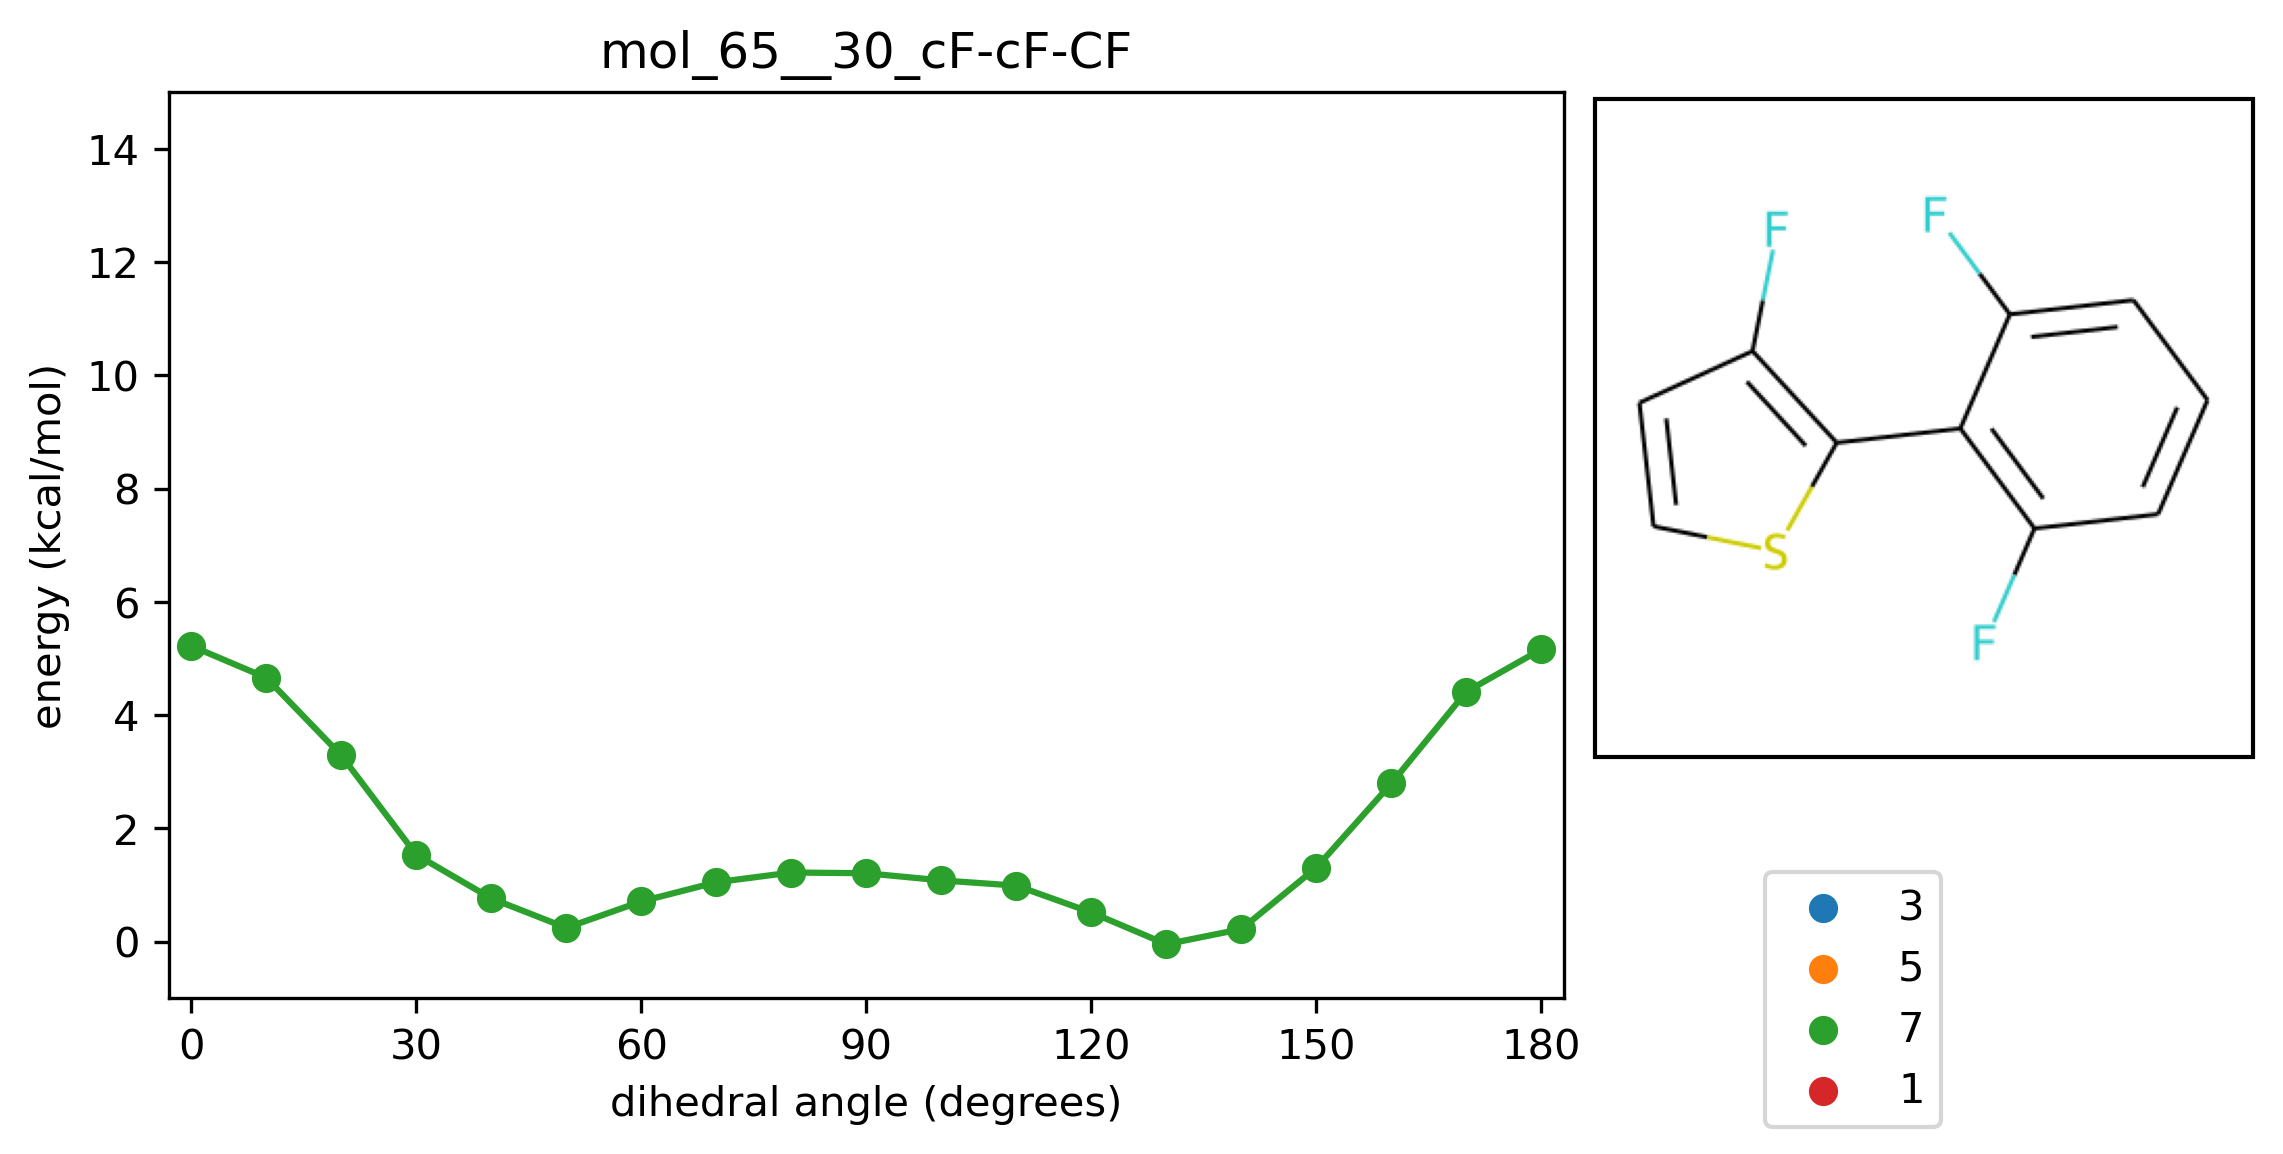 mol_65__30_cF-cF-CF
14
12
10
8
6
4
2
0
energy (kcal/mol)
0 30 60 90 120 150 180
dihedral angle (degrees)
F F
S
F
3
5
7
1